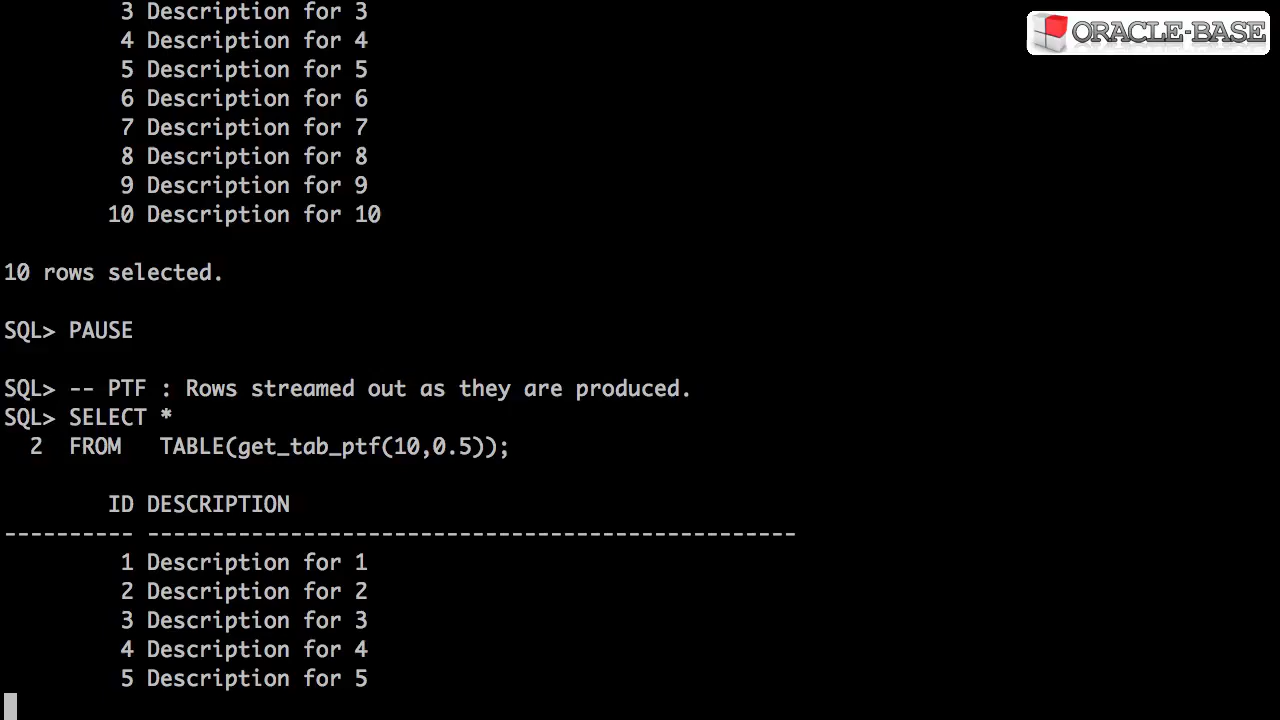 3 Description for 3
ORACLE-BASE
4 Description for 4
5 Description for 5
6 Description for 6
7 Description for 7
8 Description for 8
9 Description for 9
10 Description for 10
10 rows selected.
SQL> PAUSE
SQL> -- PTF : Rows streamed out as they are produced.
SQL> SELECT *
2 FROM TABLE(get_tab_ptf(10,0.5));
ID DESCRIPTION
---------- --------------------------------------------------
1 Description for 1
2 Description for 2
3 Description for 3
4 Description for 4
5 Description for 5